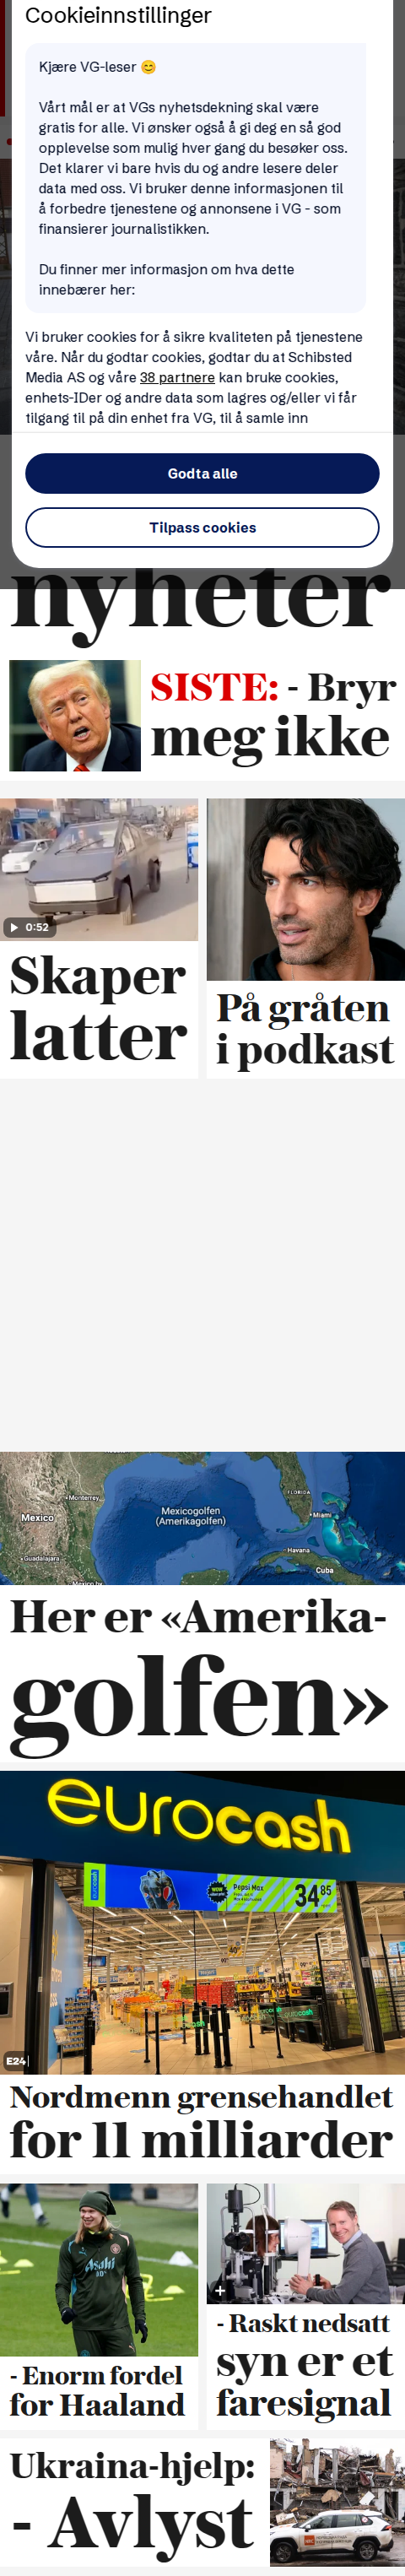 Cookieinnstillinger
Kjære VG-leser 😊
Vårt mål er at VGs nyhetsdekning skal være
gratis for alle. Vi ønsker også å gi deg en så god
opplevelse som mulig hver gang du besøker oss.
Det klarer vi bare hvis du og andre lesere deler
data med oss. Vi bruker denne informasjonen til
å forbedre tjenestene og annonsene i VG - som
finansierer journalistikken.
Du finner mer informasjon om hva dette
innebærer her:
Vi bruker cookies for å sikre kvaliteten på tjenestene
våre. Når du godtar cookies, godtar du at Schibsted
Media AS og våre 38 partnere kan bruke cookies,
enhets-IDer og andre data som lagres og/eller vi får
tilgang til på din enhet fra VG, til å samle inn
Godta alle
Tilpass cookies
nyheter
SISTE: - Bryr
meg ikke
0:52
Skaper
latter
På gråten
i podkast
Monterrey
Mexico
Guadalajara
Mexicogolfen
(Amerikagolfen)
FLORIDA
Miami
Havana
Cuba
Her er «Amerika-
golfen»
eurocash
eurocash
Pepsi Max
34 85
E24
Nordmenn grensehandlet
for 11 milliarder
Asahi
- Enorm fordel
for Haaland
- Raskt nedsatt
syn er et
faresignal
Ukraina-hjelp:
- Avlyst